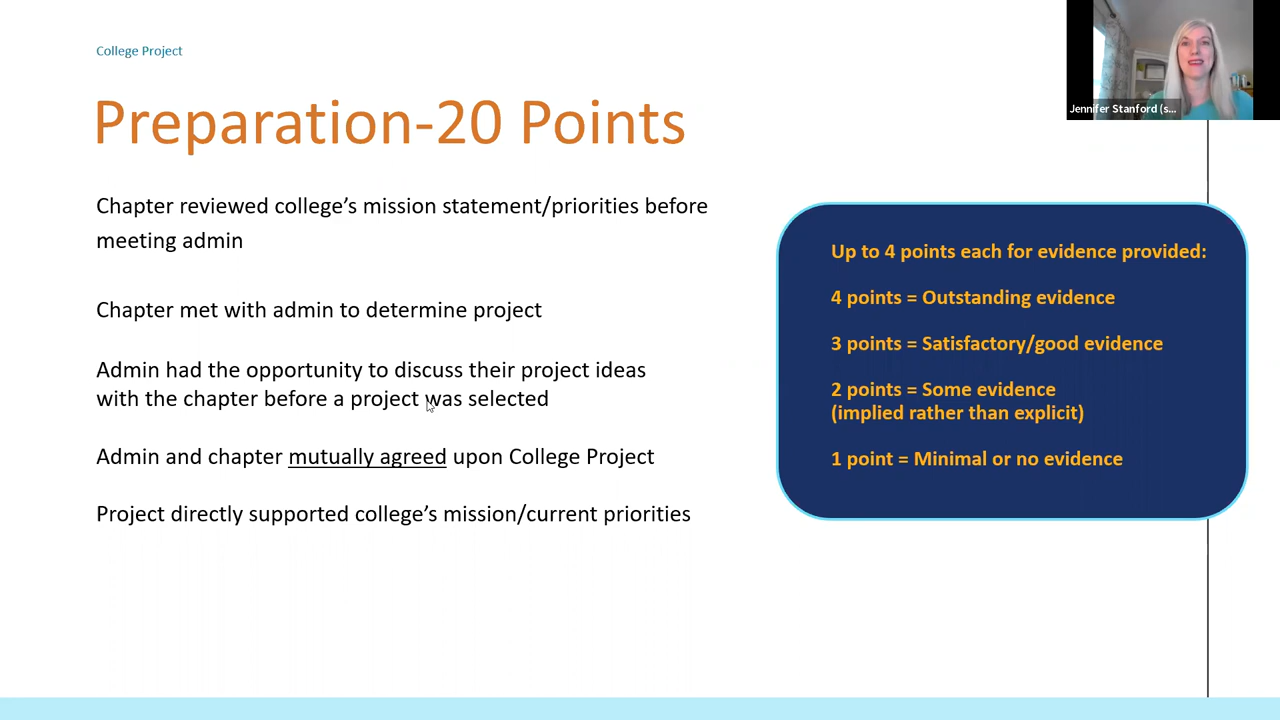 College Project
Preparation-20 Points
Chapter reviewed college’s mission statement/priorities before
meeting admin
Chapter met with admin to determine project
Admin had the opportunity to discuss their project ideas
with the chapter before a project was selected
Admin and chapter mutually agreed upon College Project
Project directly supported college’s mission/current priorities
Up to 4 points each for evidence provided:
4 points = Outstanding evidence
3 points = Satisfactory/good evidence
2 points = Some evidence
(implied rather than explicit)
1 point = Minimal or no evidence
Jennifer Stanford (s...